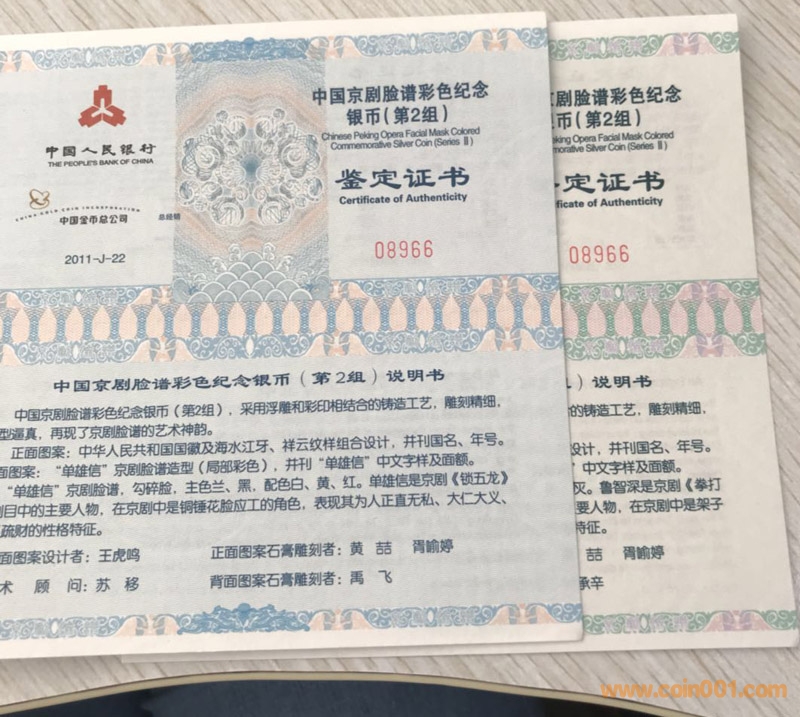 中国人民银行
THE PEOPLE'S BANK OF CHINA
CHINA GOLD COIN INCORPORATION
中国金币总公司
总经销
2011-J-22
中国京剧脸谱彩色纪念
银币(第2组)
Chinese Peking Opera Facial Mask Colored
Commemorative Silver Coin (Series Ⅱ)
鉴定证书
Certificate of Authenticity
08966
中国京剧脸谱彩色纪念银币(第2组)说明书
中国京剧脸谱彩色纪念银币(第2组),采用浮雕和彩印相结合的铸造工艺,雕刻精细,
型逼真,再现了京剧脸谱的艺术神韵。
正面图案:中华人民共和国国徽及海水江牙、祥云纹样组合设计,并刊国名、年号。
面图案:“单雄信”京剧脸谱造型(局部彩色),并刊“单雄信”中文字样及面额。
“单雄信”京剧脸谱,勾碎脸,主色兰、黑,配色白、黄、红。单雄信是京剧《锁五龙》
剧目中的主要人物,在京剧中是铜锤花脸应工的角色,表现其为人正直无私、大仁大义、
疏财的性格特征。
面图案设计者:王虎鸣
正面图案石膏雕刻者:黄 喆 胥喻婷
术 顾 问:苏 移
背面图案石膏雕刻者:禹 飞
剧脸谱彩色纪念
币(第2组)
eking Opera Facial Mask Colored
morative Silver Coin (Series Ⅱ)
定证书
te of Authenticity
08966
)说明书
的铸造工艺,雕刻精细,
设计,并刊国名、年号。
”中文字样及面额。
灰。鲁智深是京剧《拳打
的主要人物,在京剧中是架子
特征。
喆 胥喻婷
承辛
www.coin001.com